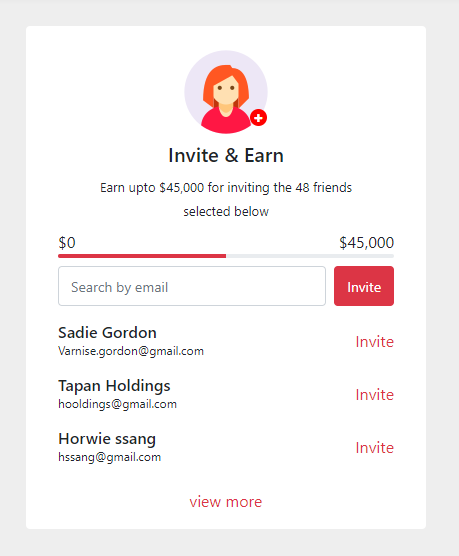 Invite & Earn
Earn upto $45,000 for inviting the 48 friends
selected below
$0 $45,000
Search by email Invite
Sadie Gordon
Varnise.gordon@gmail.com Invite
Tapan Holdings
hooldings@gmail.com Invite
Horwie ssang
hssang@gmail.com Invite
view more